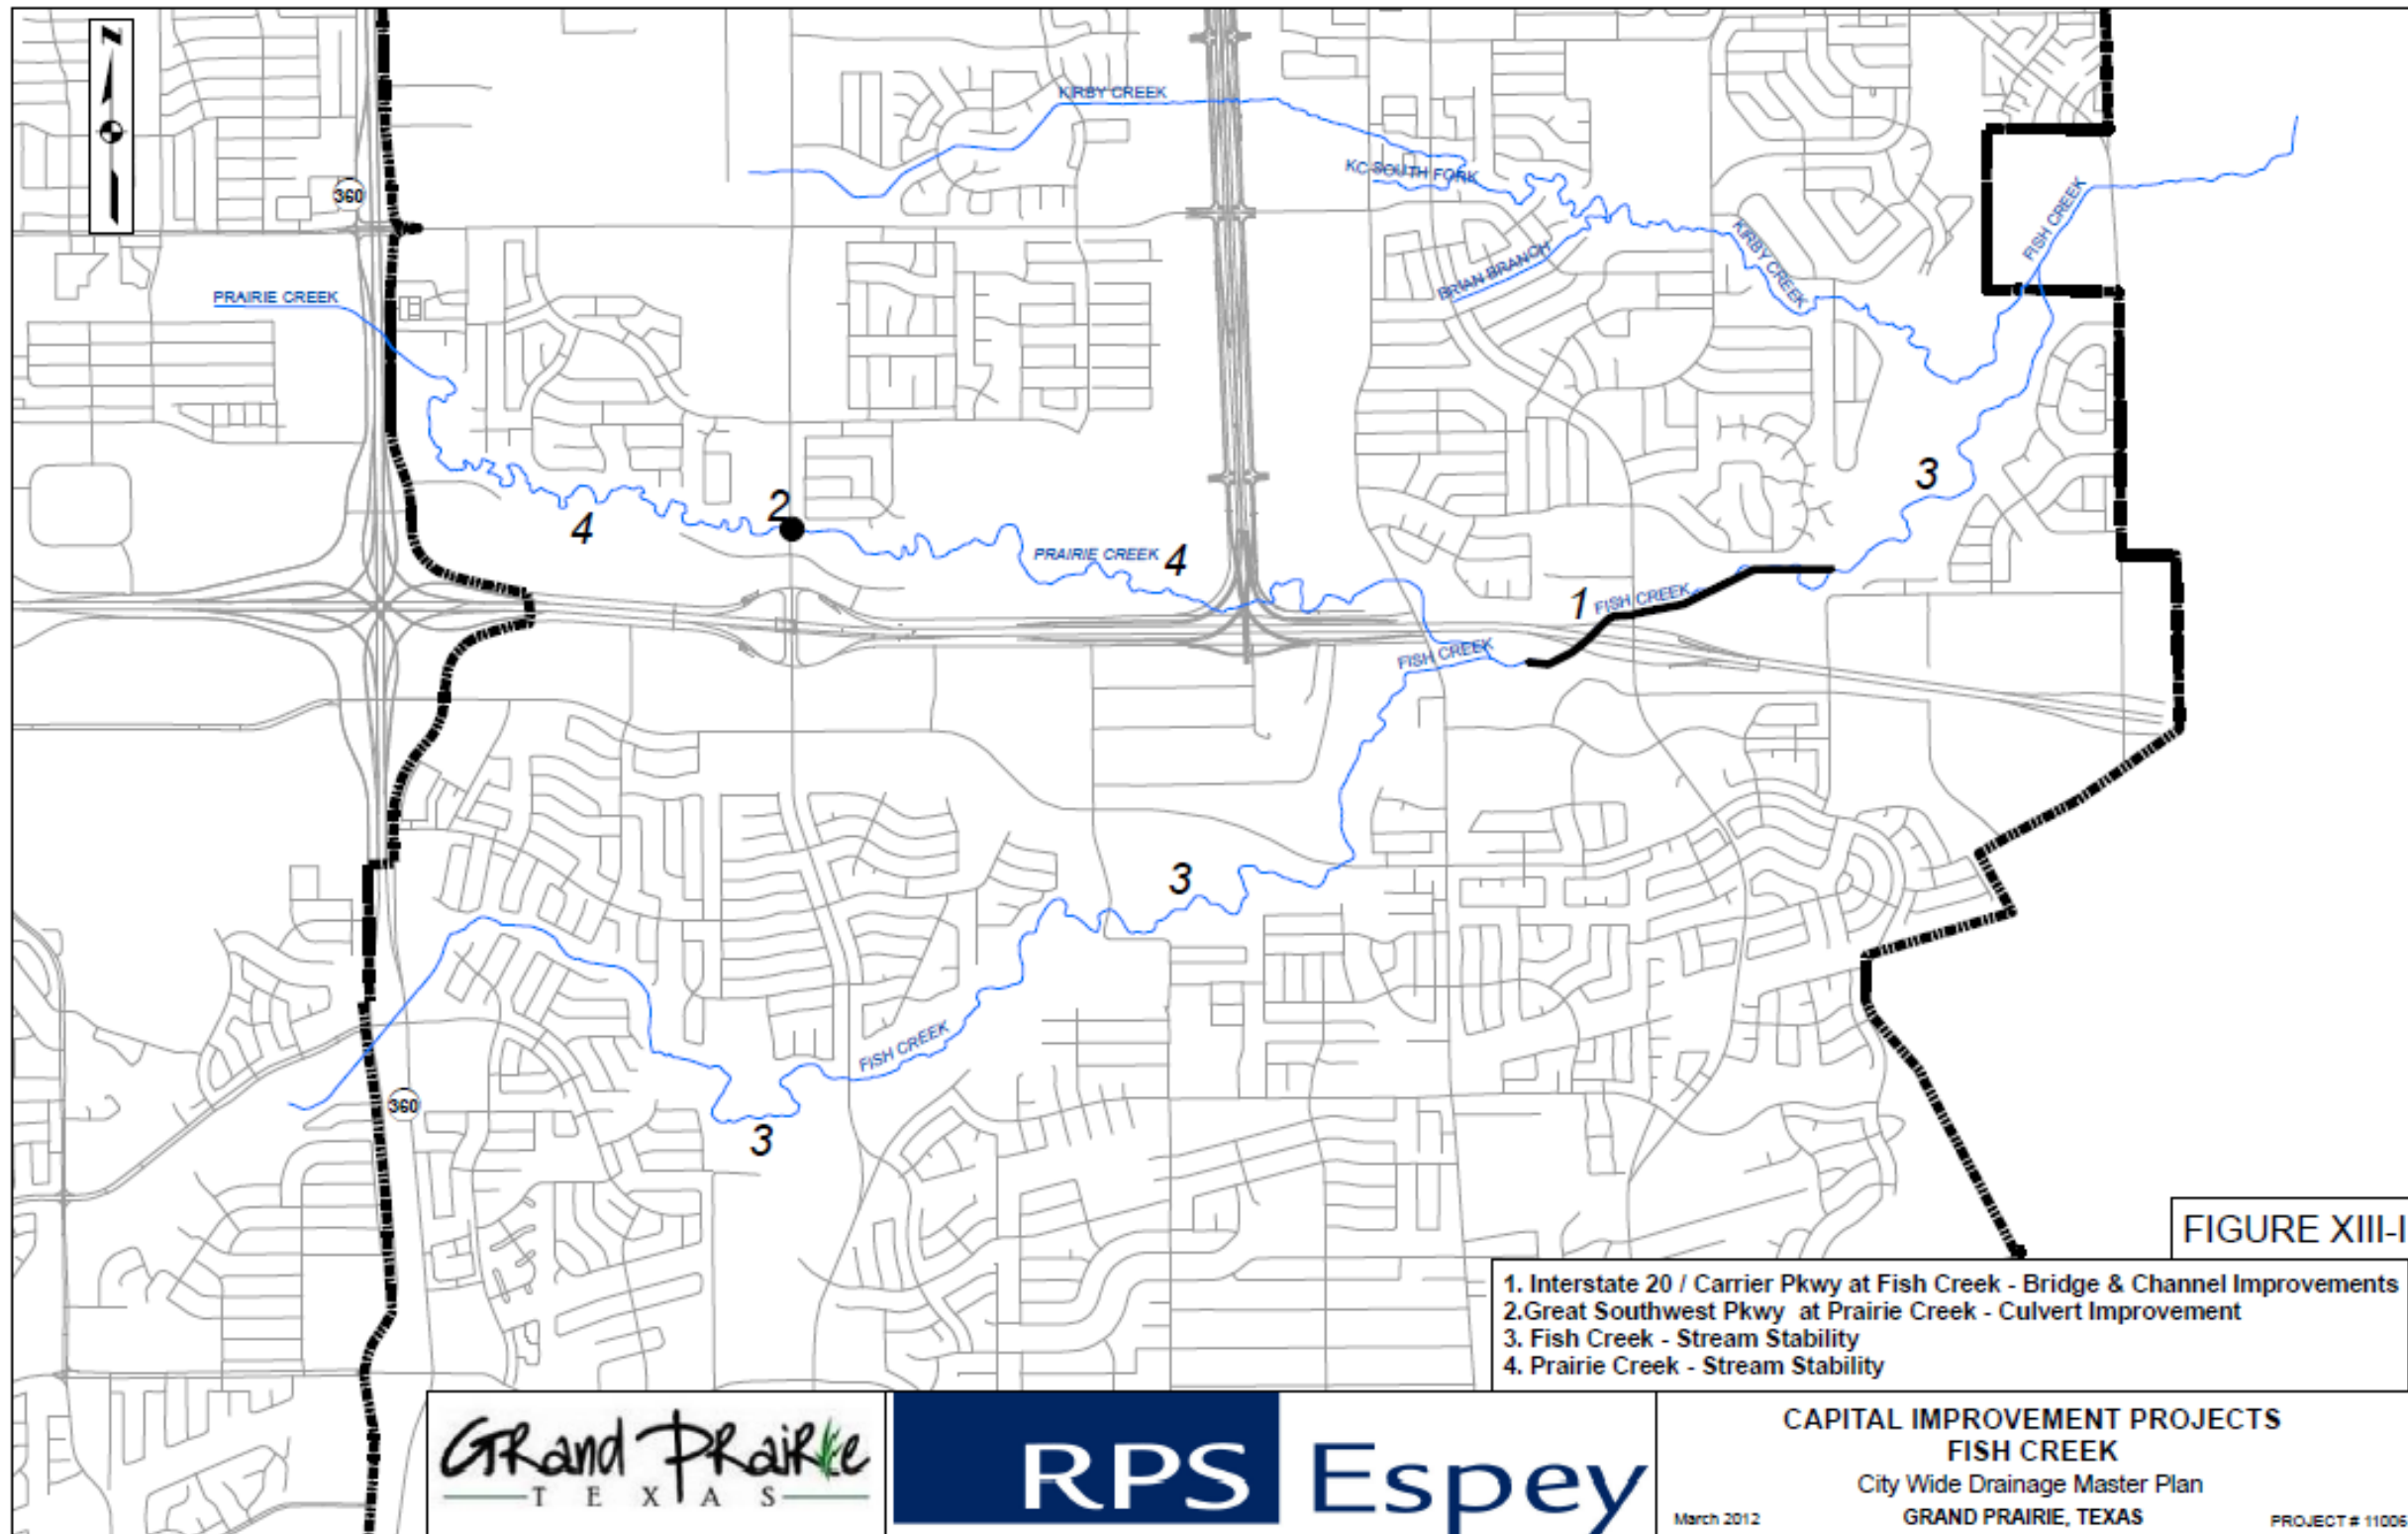 N
KIRBY CREEK
KC SOUTH FORK
360
FISH CREEK
KIRBY CREEK
BRIAN BRANCH
PRAIRIE CREEK
3
2
4
PRAIRIE CREEK
4
1
FISH CREEK
FISH CREEK
3
FISH CREEK
360
3
FIGURE XIII-I
1. Interstate 20 / Carrier Pkwy at Fish Creek - Bridge & Channel Improvements
2.Great Southwest Pkwy at Prairie Creek - Culvert Improvement
3. Fish Creek - Stream Stability
4. Prairie Creek - Stream Stability
GRand PRaiRie
TEXAS
RPS Espey
CAPITAL IMPROVEMENT PROJECTS
FISH CREEK
City Wide Drainage Master Plan
March 2012 GRAND PRAIRIE, TEXAS PROJECT # 11006